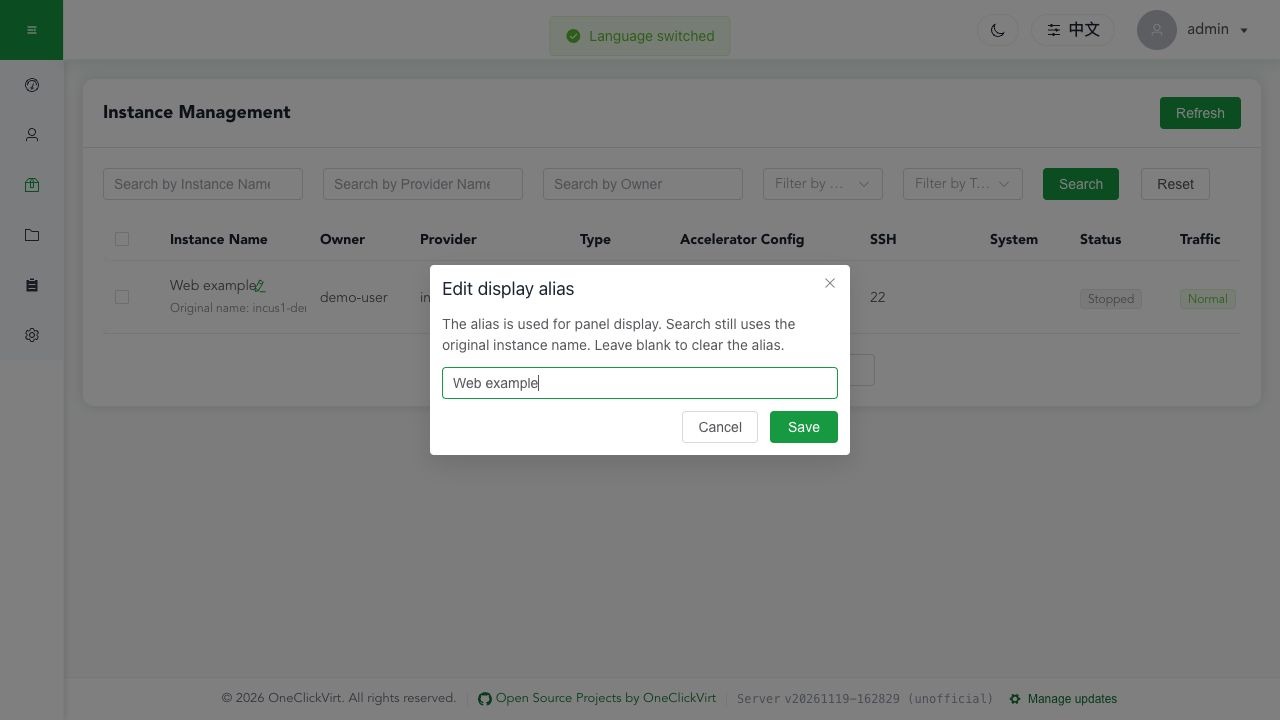 Language switched
中文
admin
Instance Management
Refresh
Search by Instance Name
Search by Provider Name
Search by Owner
Filter by ...
Filter by T...
Search
Reset
Instance Name
Owner
Provider
Type
Accelerator Config
SSH
System
Status
Traffic
Web example
Original name: incus1-der
demo-user
in
22
Stopped
Normal
Edit display alias
The alias is used for panel display. Search still uses the
original instance name. Leave blank to clear the alias.
Web example
Cancel
Save
© 2026 OneClickVirt. All rights reserved.
Open Source Projects by OneClickVirt
Server v20261119-162829 (unofficial)
Manage updates